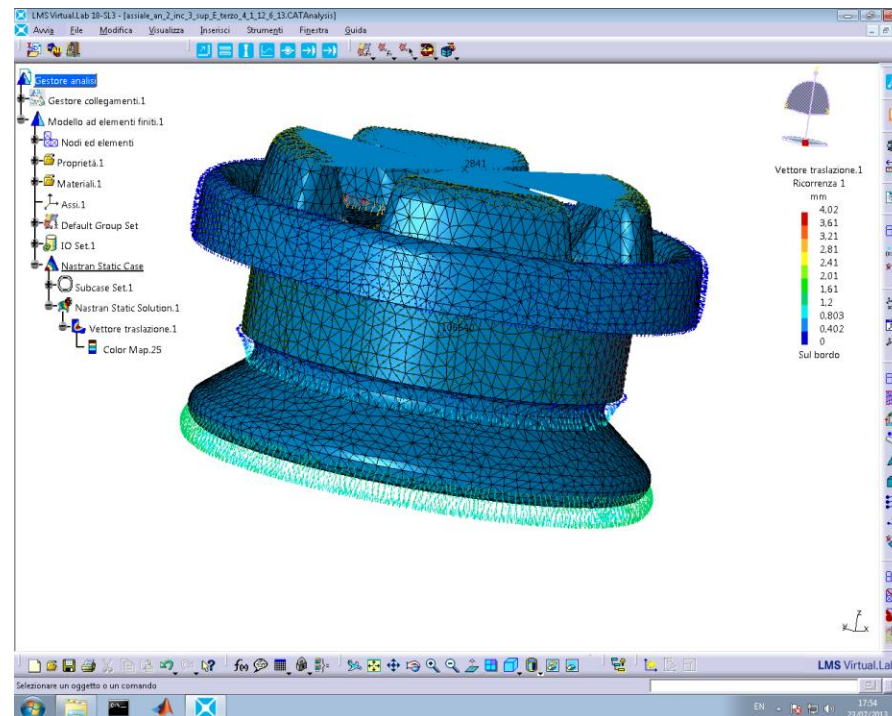 LMS Virtual.Lab 10-SL3 - [assiale_an_2_inc_3_sup_E_terzo_4_1_12_6_13.CATAnalysis]
Avvia File Modifica Visualizza Inserisci Strumenti Finestra Guida
Gestore analisi
Gestore collegamenti.1
Modello ad elementi finiti.1
Nodi ed elementi
Proprietà.1
Materiali.1
Assi.1
Default Group Set
IO Set.1
Nastran Static Case
Subcase Set.1
Nastran Static Solution.1
Vettore traslazione.1
Color Map.25
2841
Vettore traslazione.1
Ricorrenza 1
mm
4,02
3,61
3,21
2,81
2,41
2,01
1,61
1,2
0,803
0,402
0
Sul bordo
z
x
f(x)
LMS Virtual.Lab
Selezionare un oggetto o un comando
EN
17:54
23/07/2013